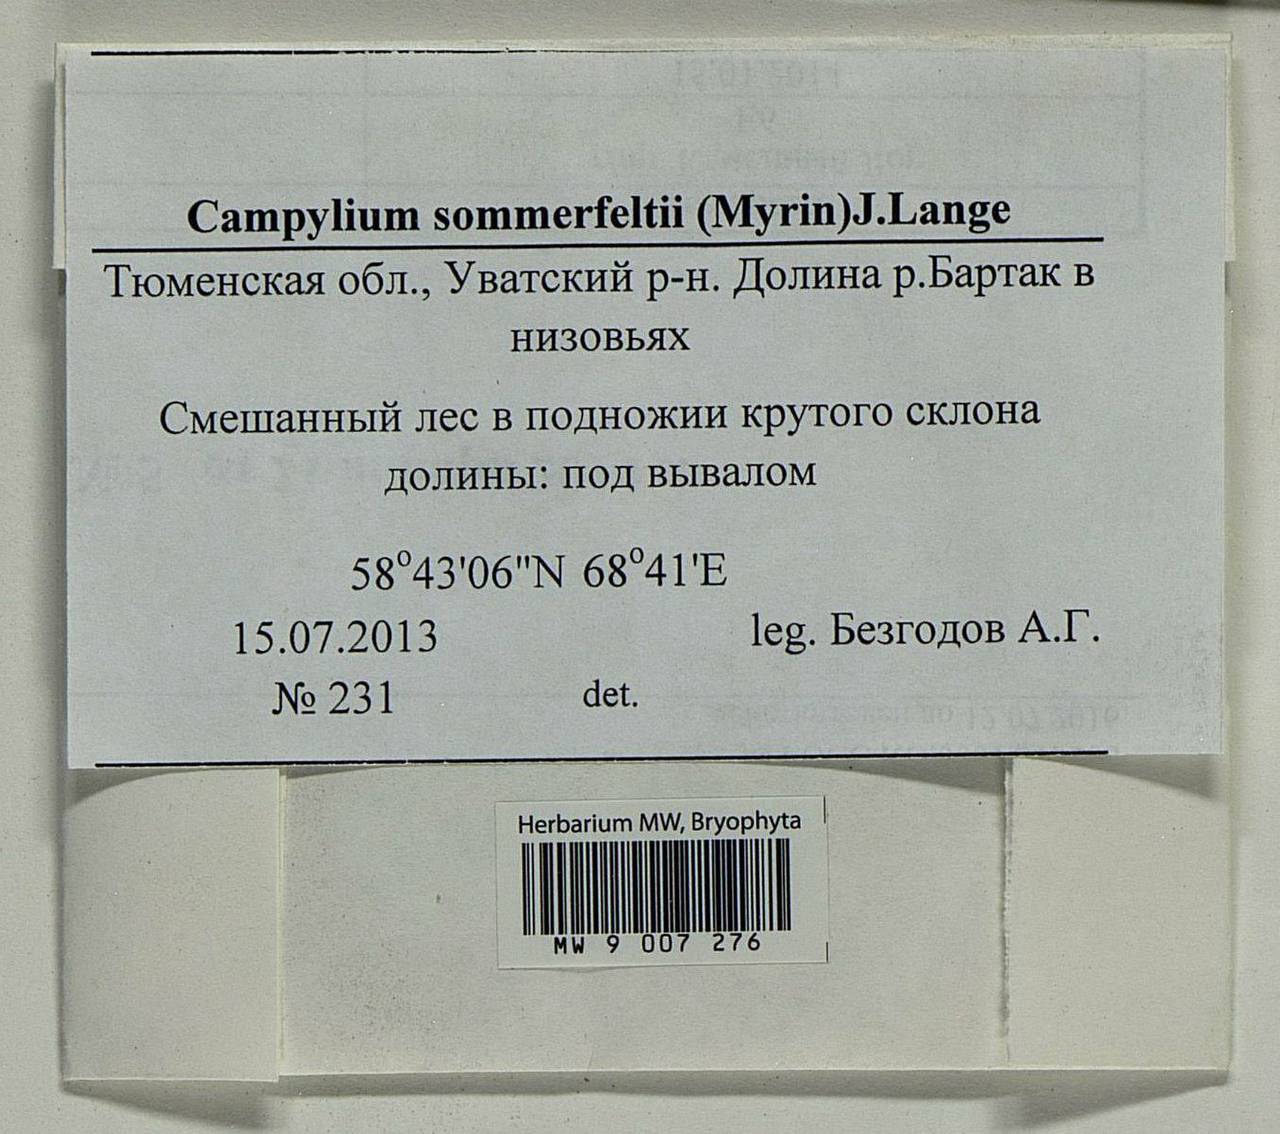 Campylium sommerfeltii (Myrin)J.Lange
Тюменская обл., Уватский р-н. Долина р.Бартак в
низовьях
Смешанный лес в подножии крутого склона
долины: под вывалом
58°43'06"N 68°41'E
15.07.2013 leg. Безгодов А.Г.
№ 231 det.
Herbarium MW, Bryophyta
MW 9 007 276